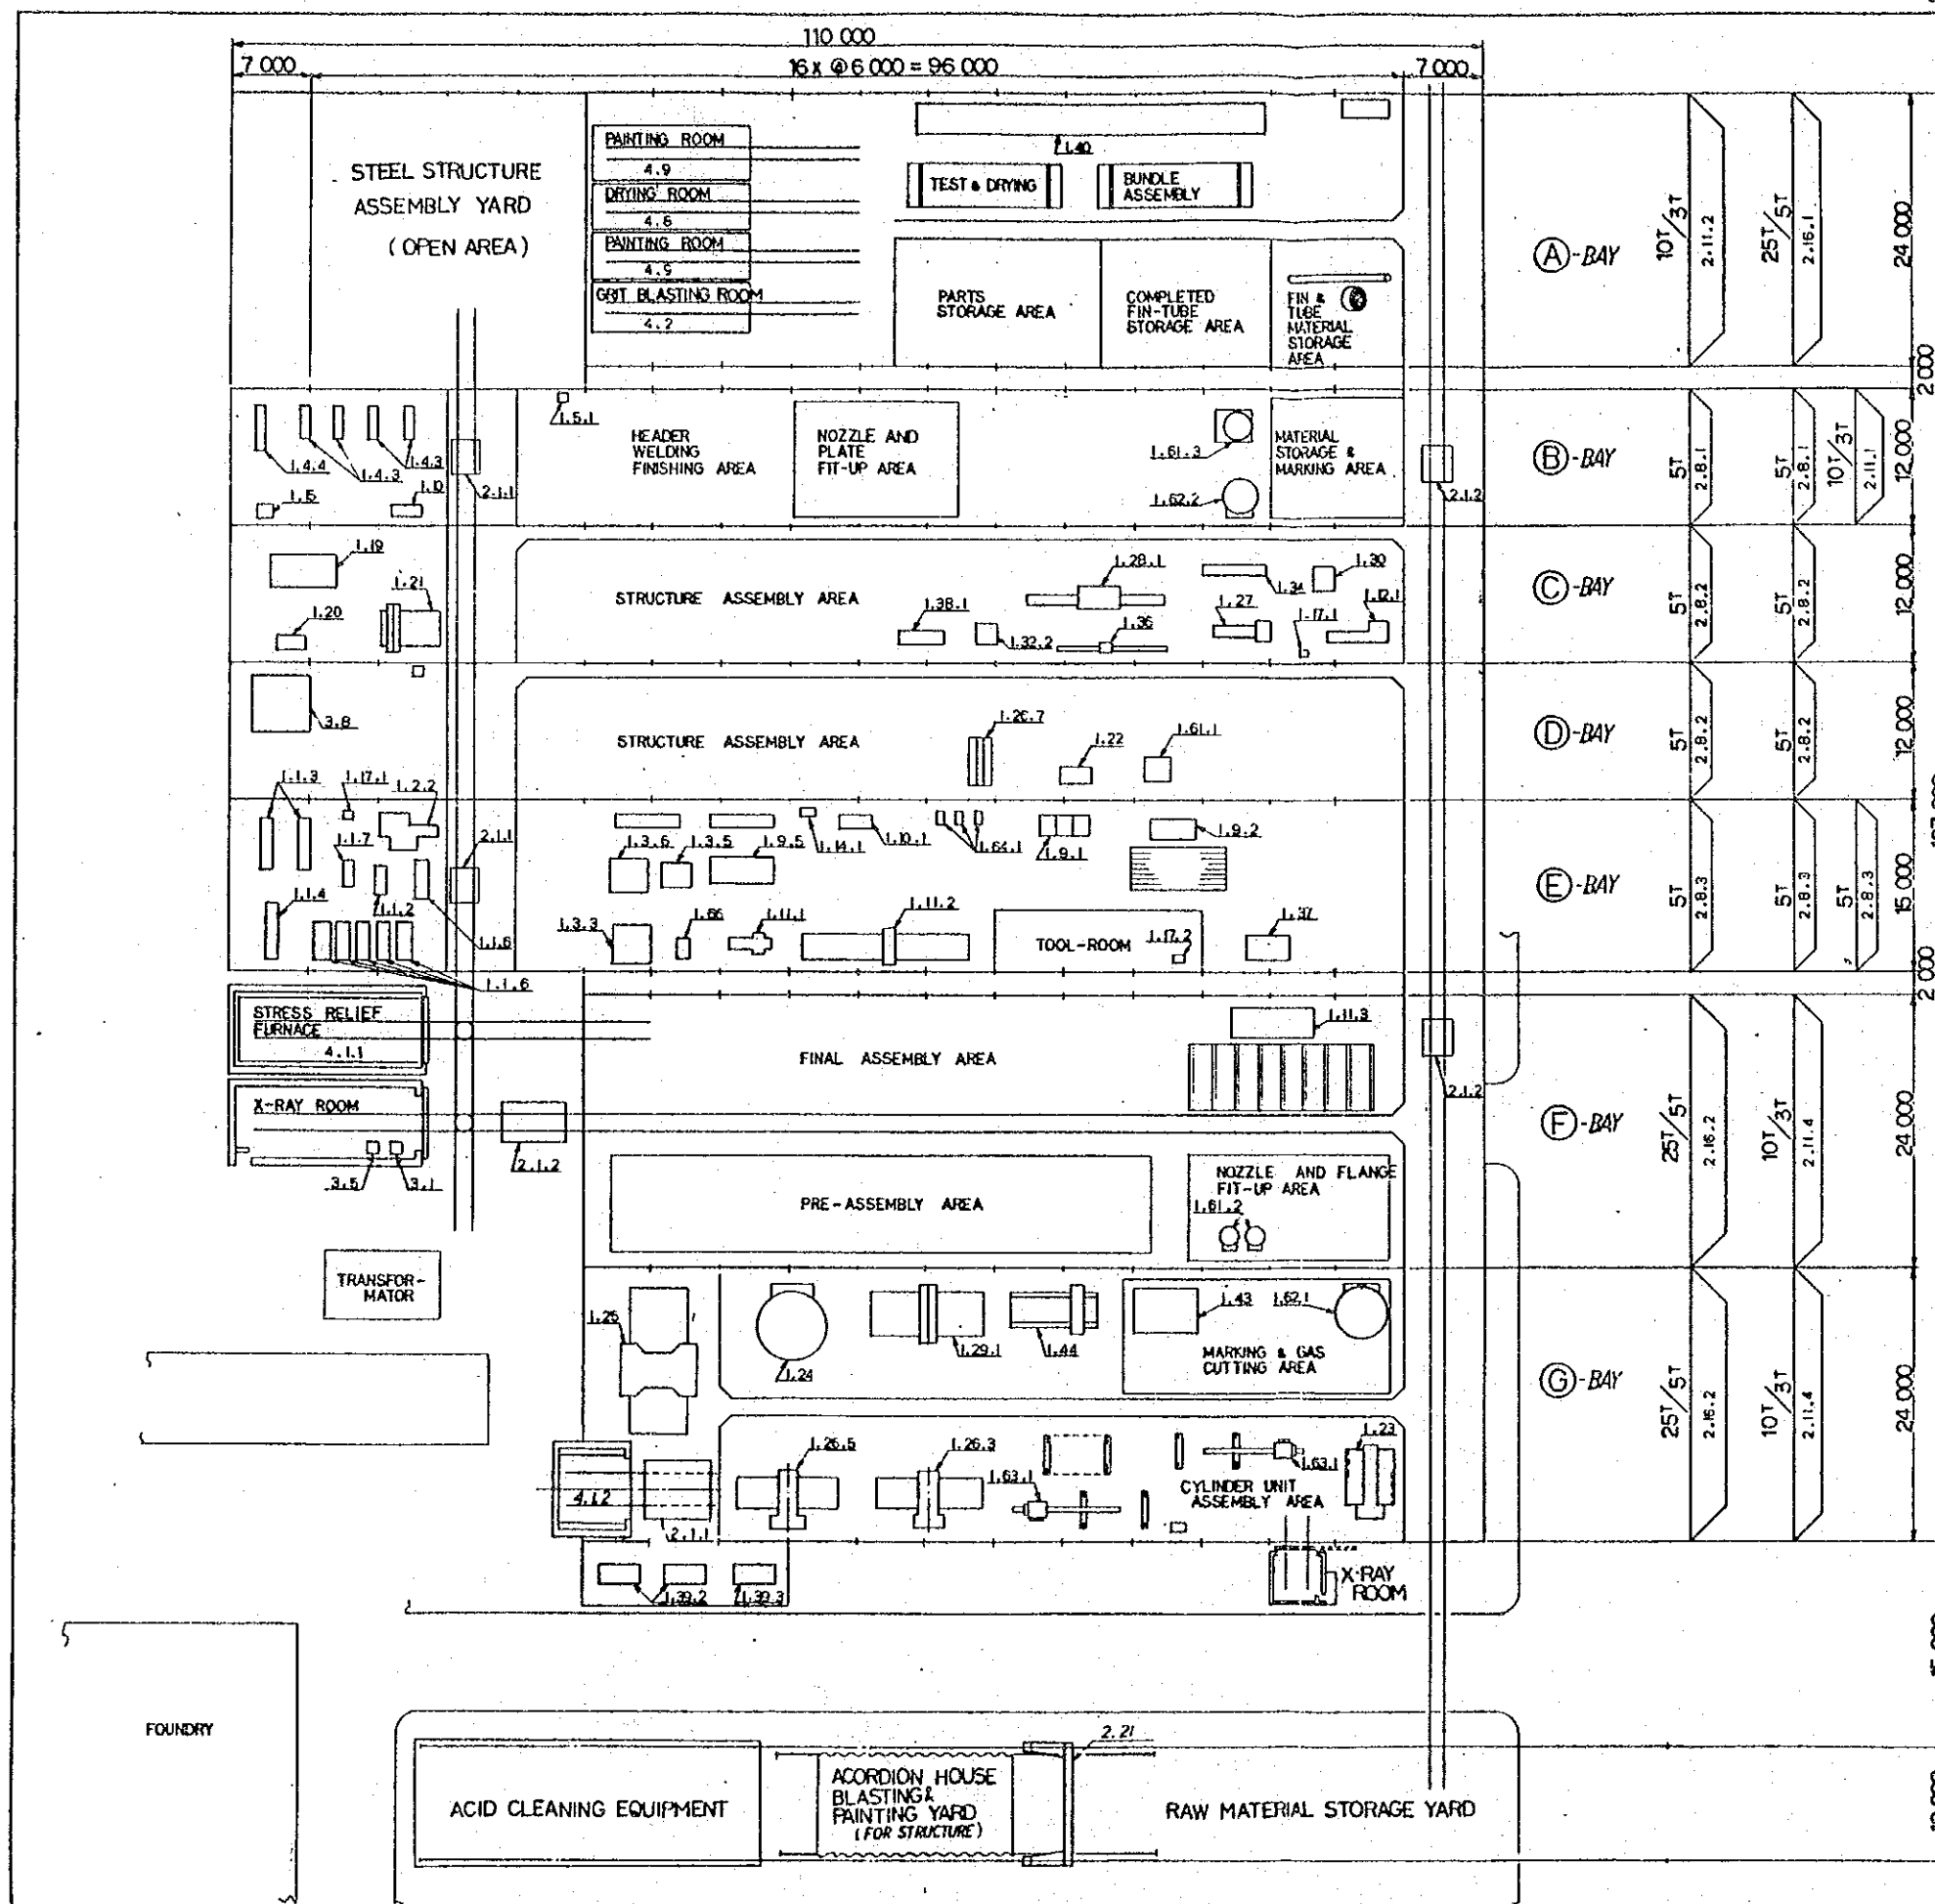 110 000
7 000
16 x @ 6 000 = 96 000
7 000
STEEL STRUCTURE
ASSEMBLY YARD
( OPEN AREA )
PAINTING ROOM
4.9
DRYING ROOM
4.8
PAINTING ROOM
4.9
GRIT BLASTING ROOM
4.2
1.40
TEST & DRYING
BUNDLE
ASSEMBLY
PARTS
STORAGE AREA
COMPLETED
FIN-TUBE
STORAGE AREA
FIN &
TUBE
MATERIAL
STORAGE
AREA
A-BAY
10T/3T
2.11.2
25T/5T
2.16.1
24 000
2 000
1.4.4
1.4.3
1.4.3
1.15
1.10
2.1.1
1.5.1
HEADER
WELDING
FINISHING AREA
NOZZLE AND
PLATE
FIT-UP AREA
1.61.3
1.62.2
MATERIAL
STORAGE &
MARKING AREA
2.1.2
B-BAY
5T
2.8.1
5T
2.8.1
10T/3T
2.11.1
12 000
1.19
1.21
1.20
STRUCTURE ASSEMBLY AREA
1.38.1
1.32.2
1.28.1
1.36
1.34
1.27
1.30
1.17.1
1.12.1
C-BAY
5T
2.8.2
5T
2.8.2
12 000
3.8
STRUCTURE ASSEMBLY AREA
1.26.7
1.22
1.61.1
D-BAY
5T
2.8.2
5T
2.8.2
12 000
1.1.3
1.17.1
1.2.2
1.1.7
1.1.2
1.1.4
2.1.1
1.1.6
1.1.6
1.3.6
1.3.5
1.9.5
1.14.1
1.10.1
1.64.1
1.9.1
1.9.2
1.3.3
1.66
1.11.1
1.11.2
TOOL-ROOM
1.17.2
1.37
E-BAY
5T
2.8.3
5T
2.8.3
5T
2.8.3
15 000
2 000
STRESS RELIEF
FURNACE
4.1.1
X-RAY ROOM
3.5
3.1
2.1.2
FINAL ASSEMBLY AREA
1.11.3
2.1.2
PRE-ASSEMBLY AREA
NOZZLE AND FLANGE
FIT-UP AREA
1.61.2
F-BAY
25T/5T
2.16.2
10T/3T
2.11.4
24 000
TRANSFOR-
MATOR
1.25
1.24
1.29.1
1.44
1.43
1.62.1
MARKING & GAS
CUTTING AREA
G-BAY
25T/5T
2.16.2
10T/3T
2.11.4
24 000
4.1.2
2.1.1
1.26.5
1.26.3
1.63.1
1.63.1
1.23
CYLINDER UNIT
ASSEMBLY AREA
1.39.2
1.39.3
X-RAY
ROOM
FOUNDRY
ACID CLEANING EQUIPMENT
ACORDION HOUSE
BLASTING &
PAINTING YARD
(FOR STRUCTURE)
2.21
RAW MATERIAL STORAGE YARD